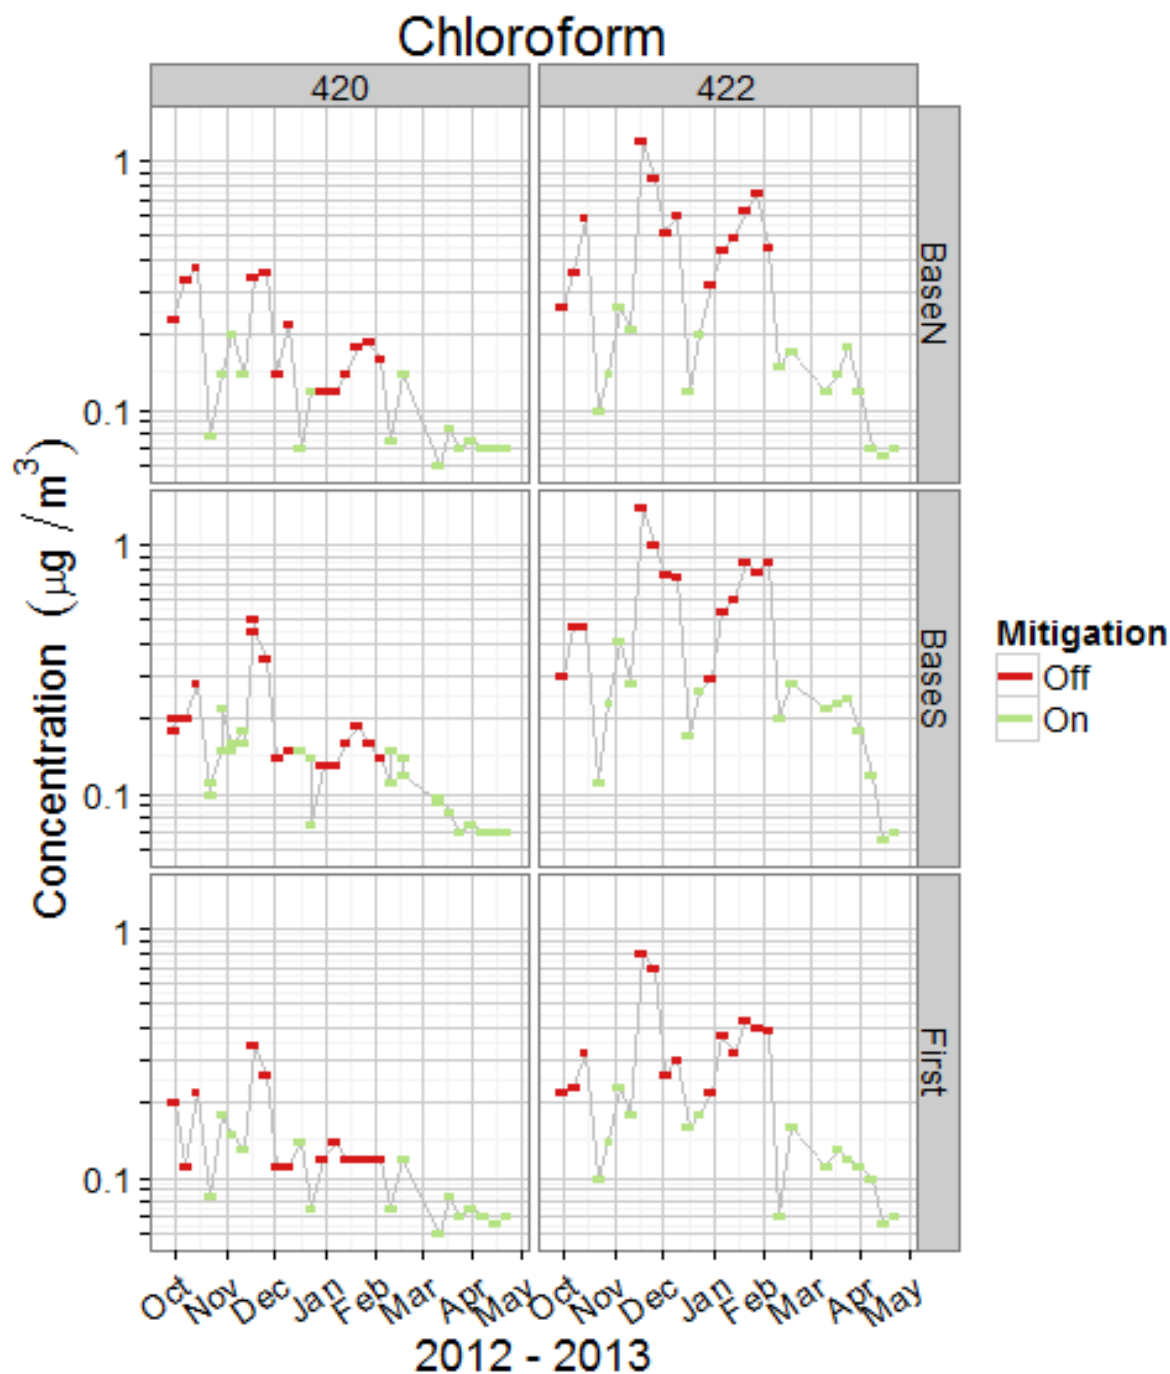 Chloroform
420 422
1
0.1
BaseN
1
0.1
BaseS
1
0.1
First
Concentration (μg /m³)
Oct Nov Dec Jan Feb Mar Apr May Oct Nov Dec Jan Feb Mar Apr May
2012 - 2013
Mitigation
Off
On